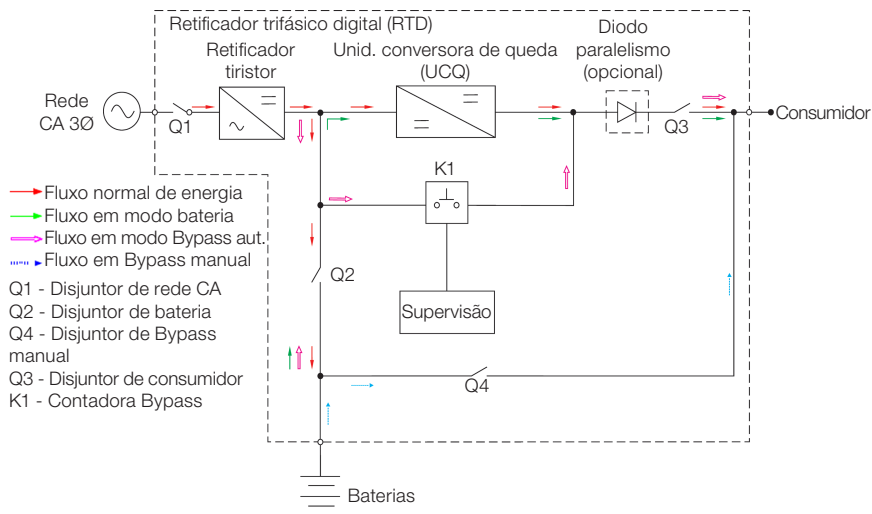 Retificador trifásico digital (RTD)
Retificador
tiristor
Unid. conversora de queda
(UCQ)
Diodo
paralelismo
(opcional)
Rede
CA 3Ø
Q1
Q3
Consumidor
K1
Fluxo normal de energia
Fluxo em modo bateria
Fluxo em modo Bypass aut.
Fluxo em Bypass manual
Q1 - Disjuntor de rede CA
Q2 - Disjuntor de bateria
Q4 - Disjuntor de Bypass
manual
Q3 - Disjuntor de consumidor
K1 - Contadora Bypass
Q2
Supervisão
Q4
Baterias